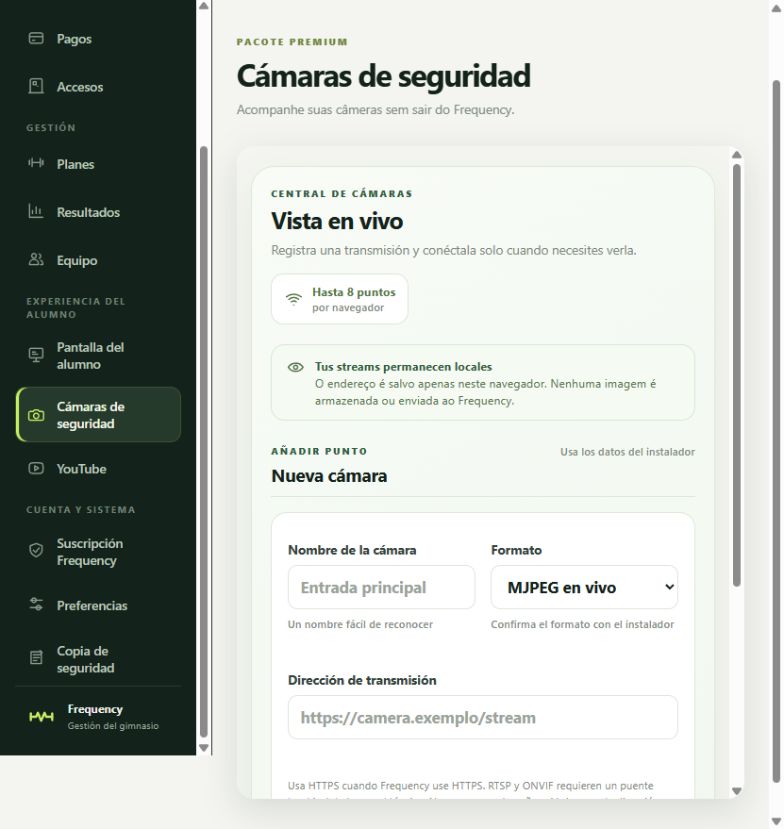 Pagos
Accesos
GESTIÓN
Planes
Resultados
Equipo
EXPERIENCIA DEL
ALUMNO
Pantalla del
alumno
Cámaras de
seguridad
YouTube
CUENTA Y SISTEMA
Suscripción
Frequency
Preferencias
Copia de
seguridad
Frequency
Gestión del gimnasio
PACOTE PREMIUM
Cámaras de seguridad
Acompanhe suas câmeras sem sair do Frequency.
CENTRAL DE CÁMARAS
Vista en vivo
Registra una transmisión y conéctala solo cuando necesites verla.
Hasta 8 puntos
por navegador
Tus streams permanecen locales
O endereço é salvo apenas neste navegador. Nenhuma imagem é
armazenada ou enviada ao Frequency.
AÑADIR PUNTO
Usa los datos del instalador
Nueva cámara
Nombre de la cámara
Formato
Entrada principal
MJPEG en vivo
Un nombre fácil de reconocer
Confirma el formato con el instalador
Dirección de transmisión
https://camera.exemplo/stream
Usa HTTPS cuando Frequency use HTTPS. RTSP y ONVIF requieren un puente